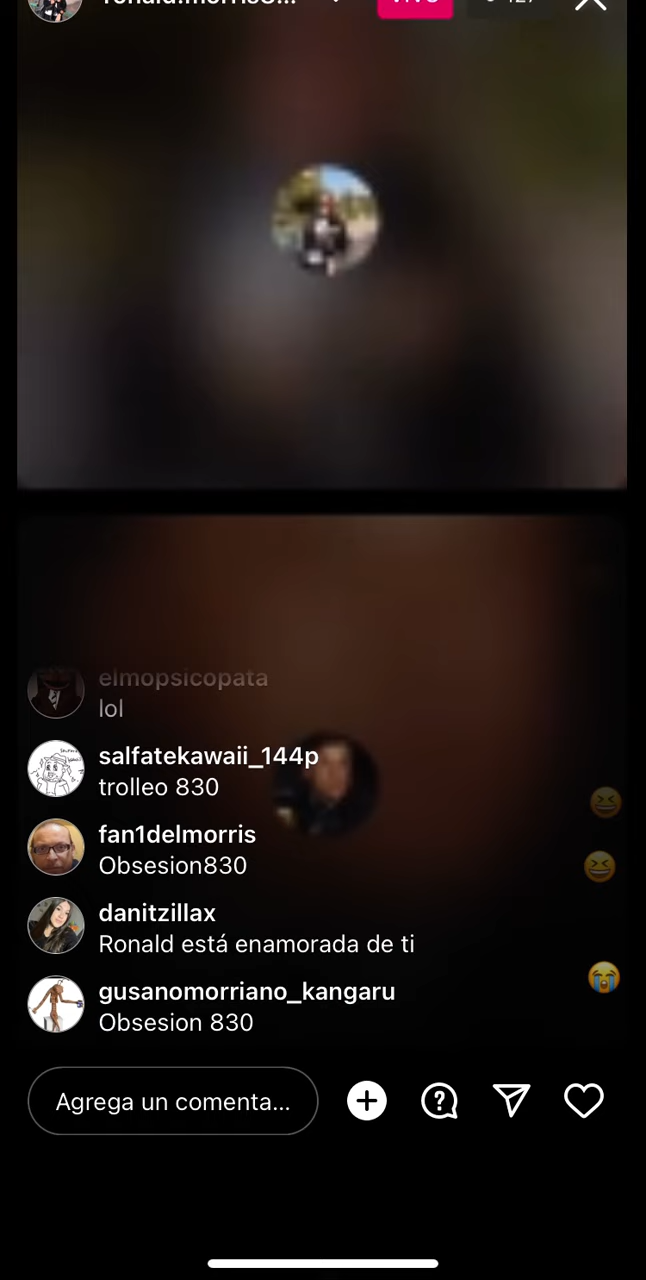 elmopsicopata
lol
salfatekawaii_144p
trolleo 830
fan1delmorris
Obsesion830
danitzillax
Ronald está enamorada de ti
gusanomorriano_kangaru
Obsesion 830
Agrega un comenta...